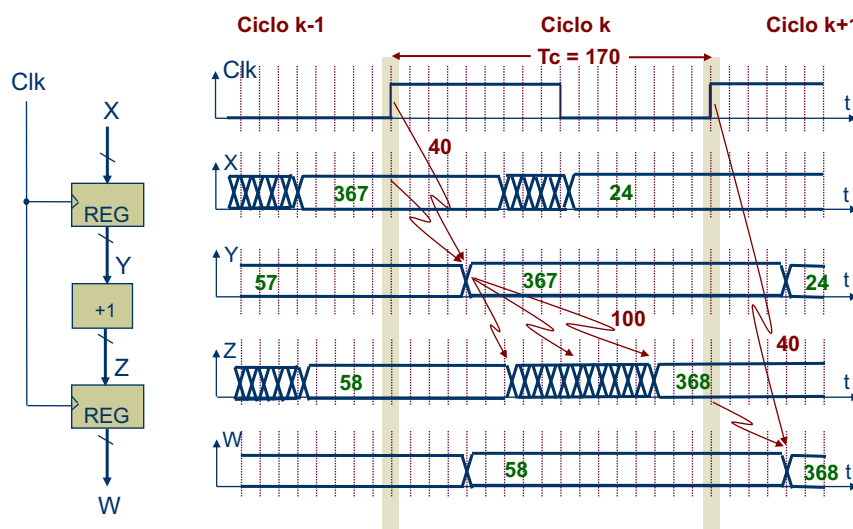 Ciclo k-1 Ciclo k Ciclo k+1
Tc = 170
Clk
t
Clk
X
REG
Y
+1
Z
REG
W
40
X
367
24
t
Y
57
367
24
t
100
Z
58
368
t
40
W
58
368
t